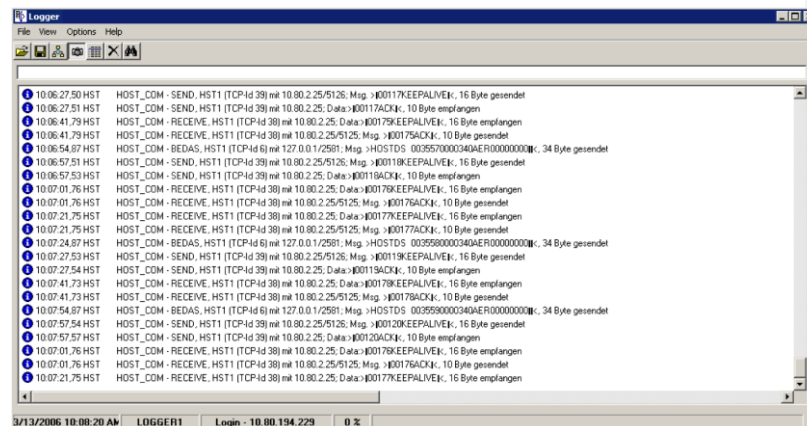 Logger
File View Options Help
10:06:27,50 HST HOST_COM - SEND, HST1 (TCP-Id 39) mit 10.80.2.25/5126; Msg. >|00117KEEPALIVE|<, 16 Byte gesendet
10:06:27,51 HST HOST_COM - SEND, HST1 (TCP-Id 39) mit 10.80.2.25; Data:>|00117ACK|<, 10 Byte empfangen
10:06:41,79 HST HOST_COM - RECEIVE, HST1 (TCP-Id 38) mit 10.80.2.25; Data:>|00175KEEPALIVE|<, 16 Byte empfangen
10:06:41,79 HST HOST_COM - RECEIVE, HST1 (TCP-Id 38) mit 10.80.2.25/5125; Msg. >|00175ACK|<, 10 Byte gesendet
10:06:54,87 HST HOST_COM - BEDAS, HST1 (TCP-Id 6) mit 127.0.0.1/2581; Msg. >HOSTDS 0035570000340AER00000000||<, 34 Byte gesendet
10:06:57,51 HST HOST_COM - SEND, HST1 (TCP-Id 39) mit 10.80.2.25/5126; Msg. >|00118KEEPALIVE|<, 16 Byte gesendet
10:06:57,53 HST HOST_COM - SEND, HST1 (TCP-Id 39) mit 10.80.2.25; Data:>|00118ACK|<, 10 Byte empfangen
10:07:01,76 HST HOST_COM - RECEIVE, HST1 (TCP-Id 38) mit 10.80.2.25; Data:>|00176KEEPALIVE|<, 16 Byte empfangen
10:07:01,76 HST HOST_COM - RECEIVE, HST1 (TCP-Id 38) mit 10.80.2.25/5125; Msg. >|00176ACK|<, 10 Byte gesendet
10:07:21,75 HST HOST_COM - RECEIVE, HST1 (TCP-Id 38) mit 10.80.2.25; Data:>|00177KEEPALIVE|<, 16 Byte empfangen
10:07:21,75 HST HOST_COM - RECEIVE, HST1 (TCP-Id 38) mit 10.80.2.25/5125; Msg. >|00177ACK|<, 10 Byte gesendet
10:07:24,87 HST HOST_COM - BEDAS, HST1 (TCP-Id 6) mit 127.0.0.1/2581; Msg. >HOSTDS 0035580000340AER00000000||<, 34 Byte gesendet
10:07:27,53 HST HOST_COM - SEND, HST1 (TCP-Id 39) mit 10.80.2.25/5126; Msg. >|00119KEEPALIVE|<, 16 Byte gesendet
10:07:27,54 HST HOST_COM - SEND, HST1 (TCP-Id 39) mit 10.80.2.25; Data:>|00119ACK|<, 10 Byte empfangen
10:07:41,73 HST HOST_COM - RECEIVE, HST1 (TCP-Id 38) mit 10.80.2.25; Data:>|00178KEEPALIVE|<, 16 Byte empfangen
10:07:41,73 HST HOST_COM - RECEIVE, HST1 (TCP-Id 38) mit 10.80.2.25/5125; Msg. >|00178ACK|<, 10 Byte gesendet
10:07:54,87 HST HOST_COM - BEDAS, HST1 (TCP-Id 6) mit 127.0.0.1/2581; Msg. >HOSTDS 0035590000340AER00000000||<, 34 Byte gesendet
10:07:57,54 HST HOST_COM - SEND, HST1 (TCP-Id 39) mit 10.80.2.25/5126; Msg. >|00120KEEPALIVE|<, 16 Byte gesendet
10:07:57,57 HST HOST_COM - SEND, HST1 (TCP-Id 39) mit 10.80.2.25; Data:>|00120ACK|<, 10 Byte empfangen
10:07:01,76 HST HOST_COM - RECEIVE, HST1 (TCP-Id 38) mit 10.80.2.25; Data:>|00176KEEPALIVE|<, 16 Byte empfangen
10:07:01,76 HST HOST_COM - RECEIVE, HST1 (TCP-Id 38) mit 10.80.2.25/5125; Msg. >|00176ACK|<, 10 Byte gesendet
10:07:21,75 HST HOST_COM - RECEIVE, HST1 (TCP-Id 38) mit 10.80.2.25; Data:>|00177KEEPALIVE|<, 16 Byte empfangen
3/13/2006 10:08:20 AM LOGGER1 Login - 10.80.194.229 0 %